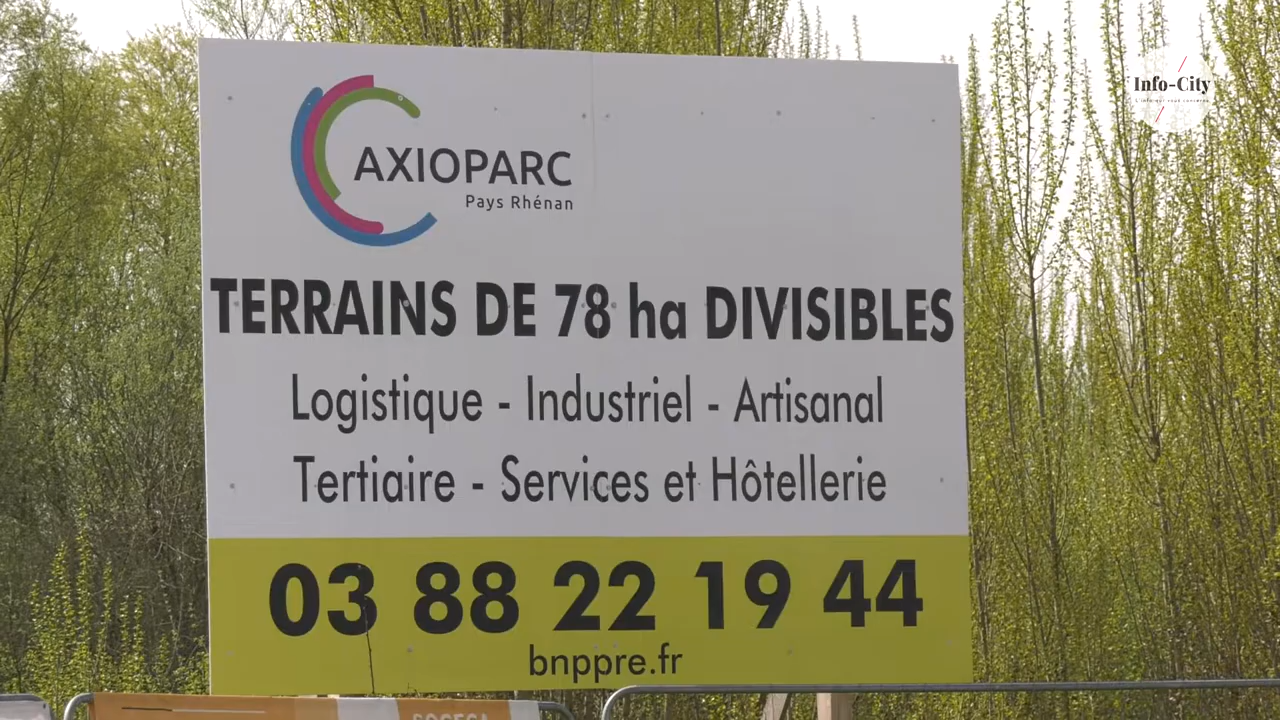 Info-City
AXIOPARC
Pays Rhénan
TERRAINS DE 78 ha DIVISIBLES
Logistique - Industriel - Artisanal
Tertiaire - Services et Hôtellerie
03 88 22 19 44
bnppre.fr